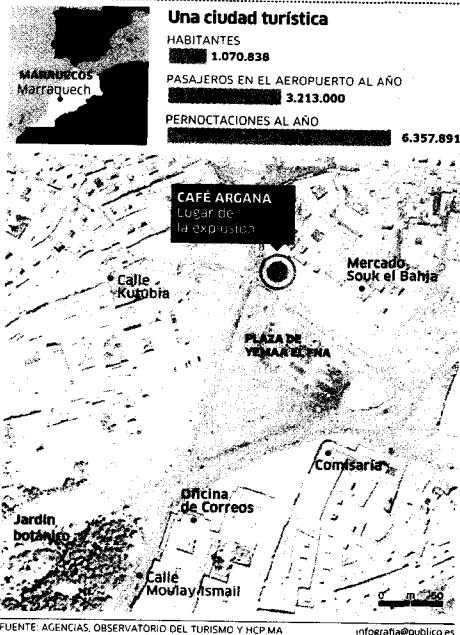 Una ciudad turística
HABITANTES
1.070.838
PASAJEROS EN EL AEROPUERTO AL AÑO
3.213.000
PERNOCTACIONES AL AÑO
6.357.891
MARRUECOS
Marraquech
CAFÉ ARGANA
Lugar de
la explosión
Mercado
Souk el Bahja
Calle
Kutubia
PLAZA DE
YEMAA EL FNA
Comisaría
Oficina
de Correos
Jardín
botánico
Calle
Moulay Ismail
0 m 50
FUENTE: AGENCIAS, OBSERVATORIO DEL TURISMO Y HCP.MA
infografia@publico.es